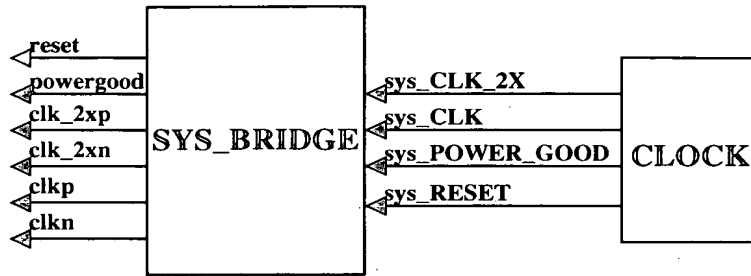 reset
powergood
clk_2xp
clk_2xn
clkp
clkn
SYS_BRIDGE
sys_CLK_2X
sys_CLK
sys_POWER_GOOD
sys_RESET
CLOCK